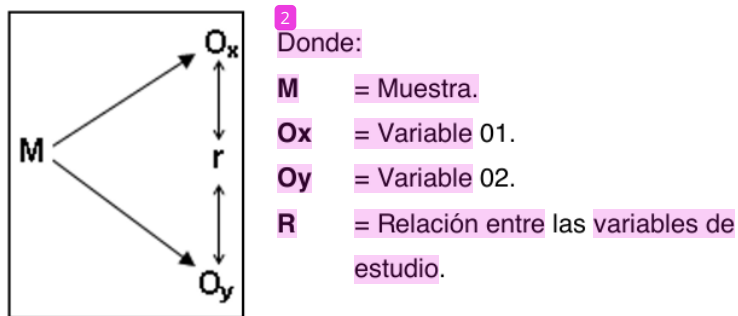 Ox
M
r
Oy
2
Donde:
M = Muestra.
Ox = Variable 01.
Oy = Variable 02.
R = Relación entre las variables de
estudio.